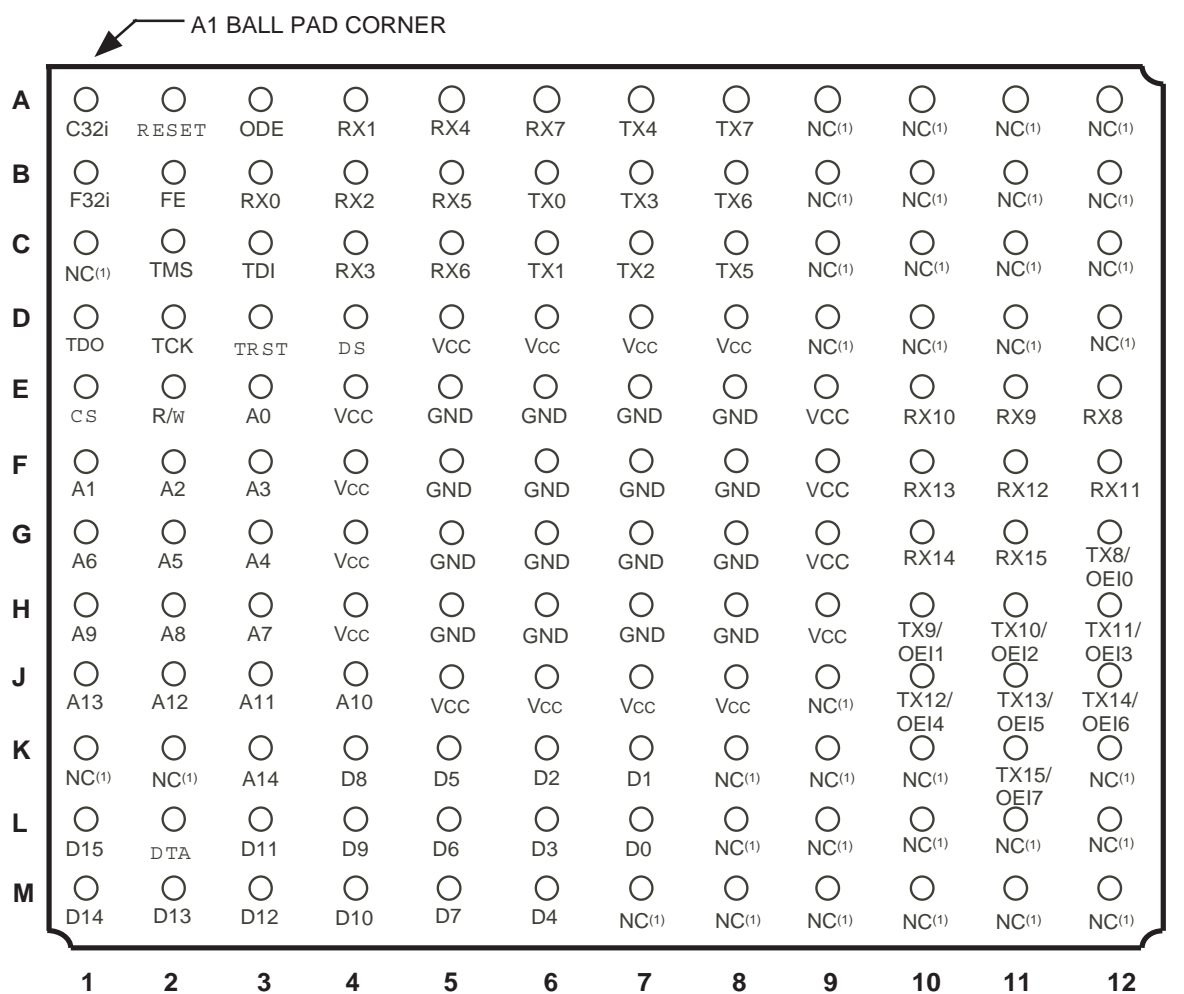 A1 BALL PAD CORNER
A
C32i RESET ODE RX1 RX4 RX7 TX4 TX7 NC(1) NC(1) NC(1) NC(1)
B
F32i FE RX0 RX2 RX5 TX0 TX3 TX6 NC(1) NC(1) NC(1) NC(1)
C
NC(1) TMS TDI RX3 RX6 TX1 TX2 TX5 NC(1) NC(1) NC(1) NC(1)
D
TDO TCK TRST DS VCC VCC VCC VCC NC(1) NC(1) NC(1) NC(1)
E
CS R/W A0 VCC GND GND GND GND VCC RX10 RX9 RX8
F
A1 A2 A3 VCC GND GND GND GND VCC RX13 RX12 RX11
G
A6 A5 A4 VCC GND GND GND GND VCC RX14 RX15 TX8/
OEI0
H
A9 A8 A7 VCC GND GND GND GND VCC TX9/ TX10/ TX11/
OEI1 OEI2 OEI3
J
A13 A12 A11 A10 VCC VCC VCC VCC NC(1) TX12/ TX13/ TX14/
OEI4 OEI5 OEI6
K
NC(1) NC(1) A14 D8 D5 D2 D1 NC(1) NC(1) NC(1) TX15/ NC(1)
OEI7
L
D15 DTA D11 D9 D6 D3 D0 NC(1) NC(1) NC(1) NC(1) NC(1)
M
D14 D13 D12 D10 D7 D4 NC(1) NC(1) NC(1) NC(1) NC(1) NC(1)
1 2 3 4 5 6 7 8 9 10 11 12